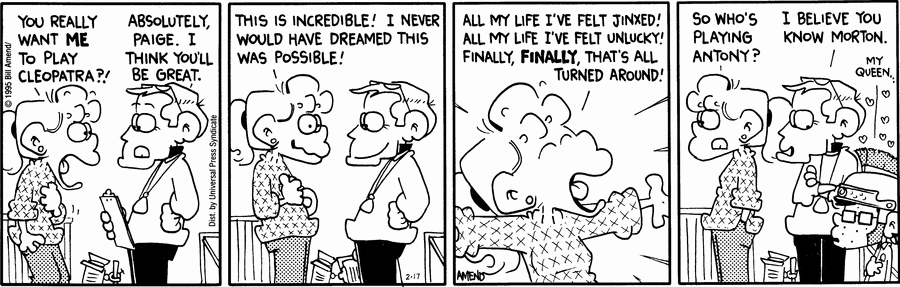 YOU REALLY
WANT ME
TO PLAY
CLEOPATRA?!
ABSOLUTELY,
PAIGE. I
THINK YOU'LL
BE GREAT.
© 1995 Bill Amend/
Dist. by Universal Press Syndicate
THIS IS INCREDIBLE! I NEVER
WOULD HAVE DREAMED THIS
WAS POSSIBLE!
2-17
ALL MY LIFE I'VE FELT JINXED!
ALL MY LIFE I'VE FELT UNLUCKY!
FINALLY, FINALLY, THAT'S ALL
TURNED AROUND!
AMEND
SO WHO'S
PLAYING
ANTONY?
I BELIEVE YOU
KNOW MORTON.
MY
QUEEN.